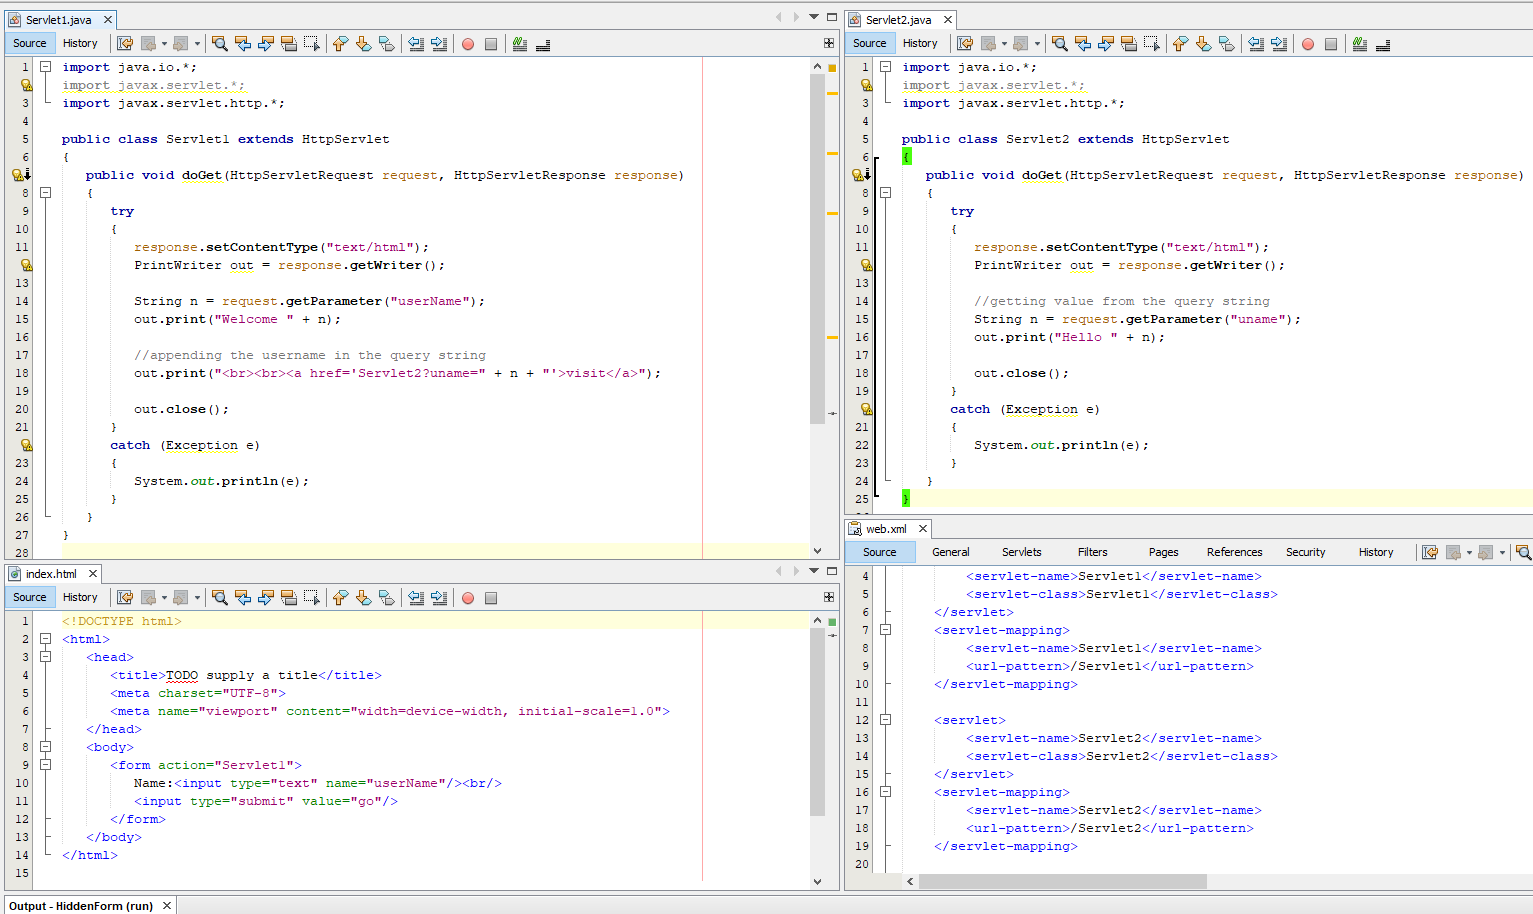 Servlet1.java
Source History
1 import java.io.*;
import javax.servlet.*;
3 import javax.servlet.http.*;
4
5 public class Servlet1 extends HttpServlet
6 {
public void doGet(HttpServletRequest request, HttpServletResponse response)
8 {
9 try
10 {
11 response.setContentType("text/html");
PrintWriter out = response.getWriter();
13
14 String n = request.getParameter("userName");
15 out.print("Welcome " + n);
16
17 //appending the username in the query string
18 out.print("<br><br><a href='Servlet2?uname=" + n + "'>visit</a>");
19
20 out.close();
21 }
catch (Exception e)
23 {
24 System.out.println(e);
25 }
26 }
27 }
28
Servlet2.java
Source History
1 import java.io.*;
import javax.servlet.*;
3 import javax.servlet.http.*;
4
5 public class Servlet2 extends HttpServlet
6 {
public void doGet(HttpServletRequest request, HttpServletResponse response)
8 {
9 try
10 {
11 response.setContentType("text/html");
PrintWriter out = response.getWriter();
13
14 //getting value from the query string
15 String n = request.getParameter("uname");
16 out.print("Hello " + n);
17
18 out.close();
19 }
catch (Exception e)
21 {
22 System.out.println(e);
23 }
24 }
25 }
index.html
Source History
1 <!DOCTYPE html>
2 <html>
3 <head>
4 <title>TODO supply a title</title>
5 <meta charset="UTF-8">
6 <meta name="viewport" content="width=device-width, initial-scale=1.0">
7 </head>
8 <body>
9 <form action="Servlet1">
10 Name:<input type="text" name="userName"/><br/>
11 <input type="submit" value="go"/>
12 </form>
13 </body>
14 </html>
15
web.xml
Source General Servlets Filters Pages References Security History
4 <servlet-name>Servlet1</servlet-name>
5 <servlet-class>Servlet1</servlet-class>
6 </servlet>
7 <servlet-mapping>
8 <servlet-name>Servlet1</servlet-name>
9 <url-pattern>/Servlet1</url-pattern>
10 </servlet-mapping>
11
12 <servlet>
13 <servlet-name>Servlet2</servlet-name>
14 <servlet-class>Servlet2</servlet-class>
15 </servlet>
16 <servlet-mapping>
17 <servlet-name>Servlet2</servlet-name>
18 <url-pattern>/Servlet2</url-pattern>
19 </servlet-mapping>
20
Output - HiddenForm (run)